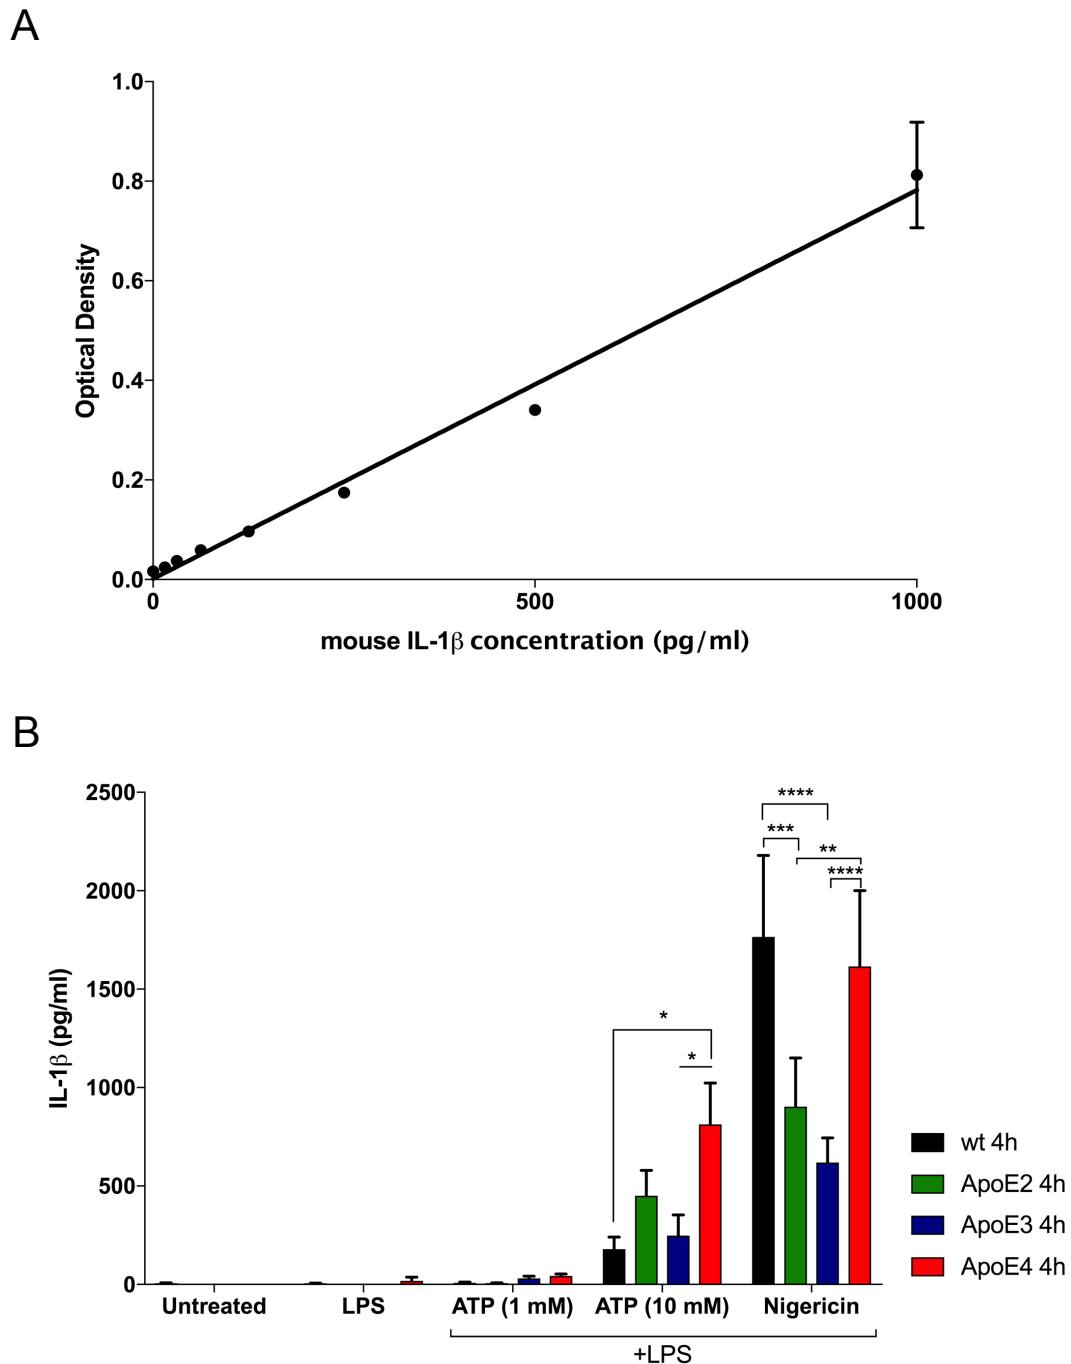 A
1.0
0.8
0.6
0.4
0.2
0.0
Optical Density
0 500 1000
mouse IL-1β concentration (pg/ml)
B
2500
2000
1500
1000
500
0
IL-1β (pg/ml)
****
***
**
****
*
*
wt 4h
ApoE2 4h
ApoE3 4h
ApoE4 4h
Untreated LPS ATP (1 mM) ATP (10 mM) Nigericin
+LPS